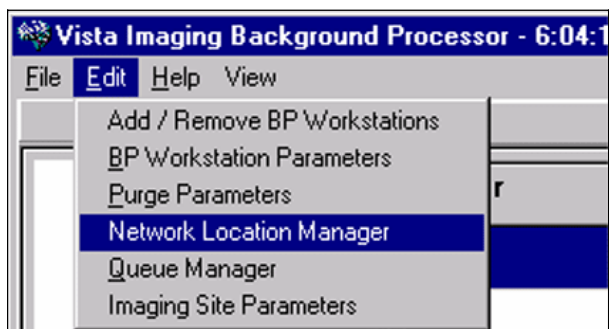 Vista Imaging Background Processor - 6:04:1
File Edit Help View
Add / Remove BP Workstations
BP Workstation Parameters
r
Purge Parameters
Network Location Manager
Queue Manager
Imaging Site Parameters